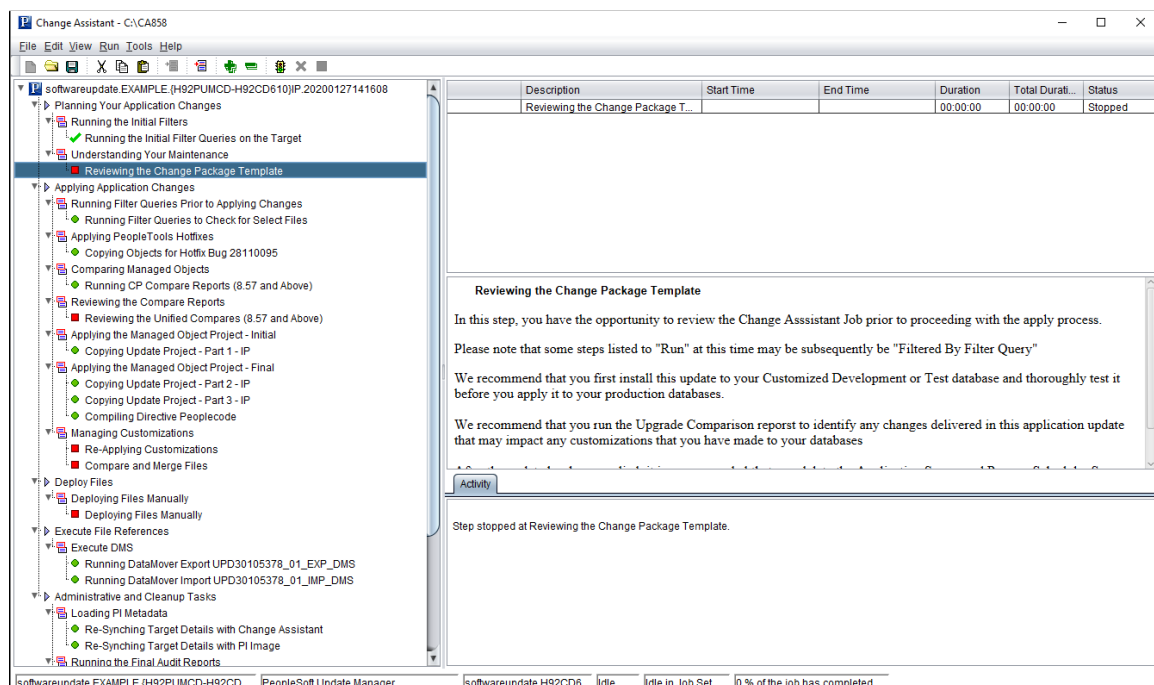 Change Assistant - C:\CA858
File Edit View Run Tools Help
softwareupdate.EXAMPLE.{H92PUMCD-H92CD610}IP.20200127141608
Planning Your Application Changes
Running the Initial Filters
Running the Initial Filter Queries on the Target
Understanding Your Maintenance
Reviewing the Change Package Template
Applying Application Changes
Running Filter Queries Prior to Applying Changes
Running Filter Queries to Check for Select Files
Applying PeopleTools Hotfixes
Copying Objects for Hotfix Bug 28110095
Comparing Managed Objects
Running CP Compare Reports (8.57 and Above)
Reviewing the Compare Reports
Reviewing the Unified Compares (8.57 and Above)
Applying the Managed Object Project - Initial
Copying Update Project - Part 1 - IP
Applying the Managed Object Project - Final
Copying Update Project - Part 2 - IP
Copying Update Project - Part 3 - IP
Compiling Directive Peoplecode
Managing Customizations
Re-Applying Customizations
Compare and Merge Files
Deploy Files
Deploying Files Manually
Deploying Files Manually
Execute File References
Execute DMS
Running DataMover Export UPD30105378_01_EXP_DMS
Running DataMover Import UPD30105378_01_IMP_DMS
Administrative and Cleanup Tasks
Loading PI Metadata
Re-Synching Target Details with Change Assistant
Re-Synching Target Details with PI Image
Running the Final Audit Reports
Description Start Time End Time Duration Total Durati... Status
Reviewing the Change Package T... 00:00:00 00:00:00 Stopped
Reviewing the Change Package Template
In this step, you have the opportunity to review the Change Asssistant Job prior to proceeding with the apply process.
Please note that some steps listed to "Run" at this time may be subsequently be "Filtered By Filter Query"
We recommend that you first install this update to your Customized Development or Test database and thoroughly test it
before you apply it to your production databases.
We recommend that you run the Upgrade Comparison reporst to identify any changes delivered in this application update
that may impact any customizations that you have made to your databases
Activity
Step stopped at Reviewing the Change Package Template.
softwareupdate.EXAMPLE.{H92PUMCD-H92CD... PeopleSoft Update Manager softwareupdate.H92CD6... Idle Idle in Job Set 0 % of the job has completed